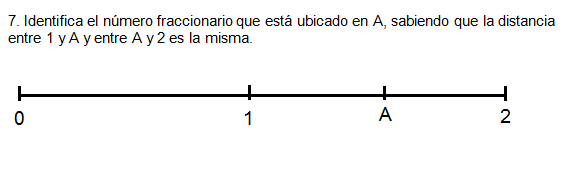 7. Identifica el número fraccionario que está ubicado en A, sabiendo que la distancia
entre 1 y A y entre A y 2 es la misma.
0 1 A 2